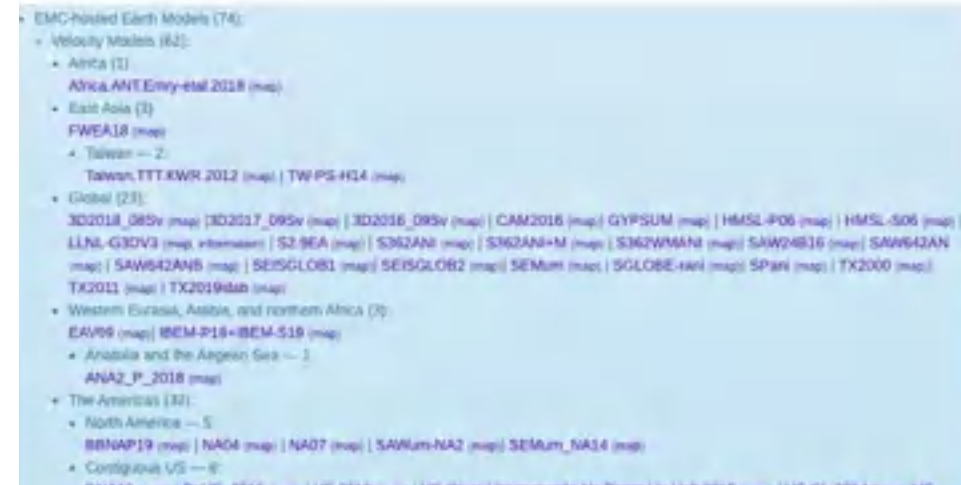 EMC-hosted Earth Models (74):
Velocity Models (62):
Africa (1)
Africa.ANT.Emry-etal.2018 (map)
East Asia (3)
FWEA18 (map)
Taiwan — 2:
Taiwan.TTT.KWR.2012 (map) | TW-PS-H14 (map)
Global (23):
3D2018_08Sv (map) |3D2017_09Sv (map) | 3D2016_09Sv (map) | CAM2016 (map)| GYPSUM (map) | HMSL-P06 (map) | HMSL-S06 (map) |
LLNL-G3DV3 (map, information) | S2.9EA (map) | S362ANI (map) | S362ANI+M (map) | S362WMANI (map)| SAW24B16 (map) | SAW642AN
(map) | SAW642ANB (map) | SEISGLOB1 (map)| SEISGLOB2 (map)| SEMum (map) | SGLOBE-rani (map)| SPani (map) | TX2000 (map)|
TX2011 (map) | TX2019slab (map)
Western Eurasia, Arabia, and northern Africa (3):
EAV09 (map)| IBEM-P18+IBEM-S19 (map)
Anatolia and the Aegean Sea — 1
ANA2_P_2018 (map)
The Americas (32):
North America — 5:
BBNAP19 (map) | NA04 (map) | NA07 (map) | SAWum-NA2 (map)| SEMum_NA14 (map)
Contiguous US —